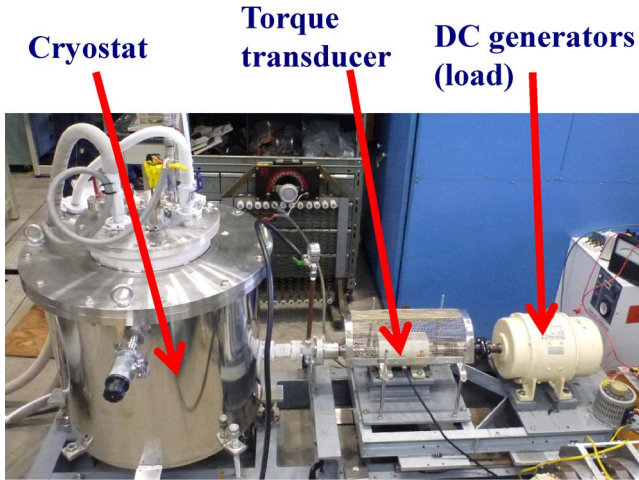 Cryostat
Torque
transducer
DC generators
(load)